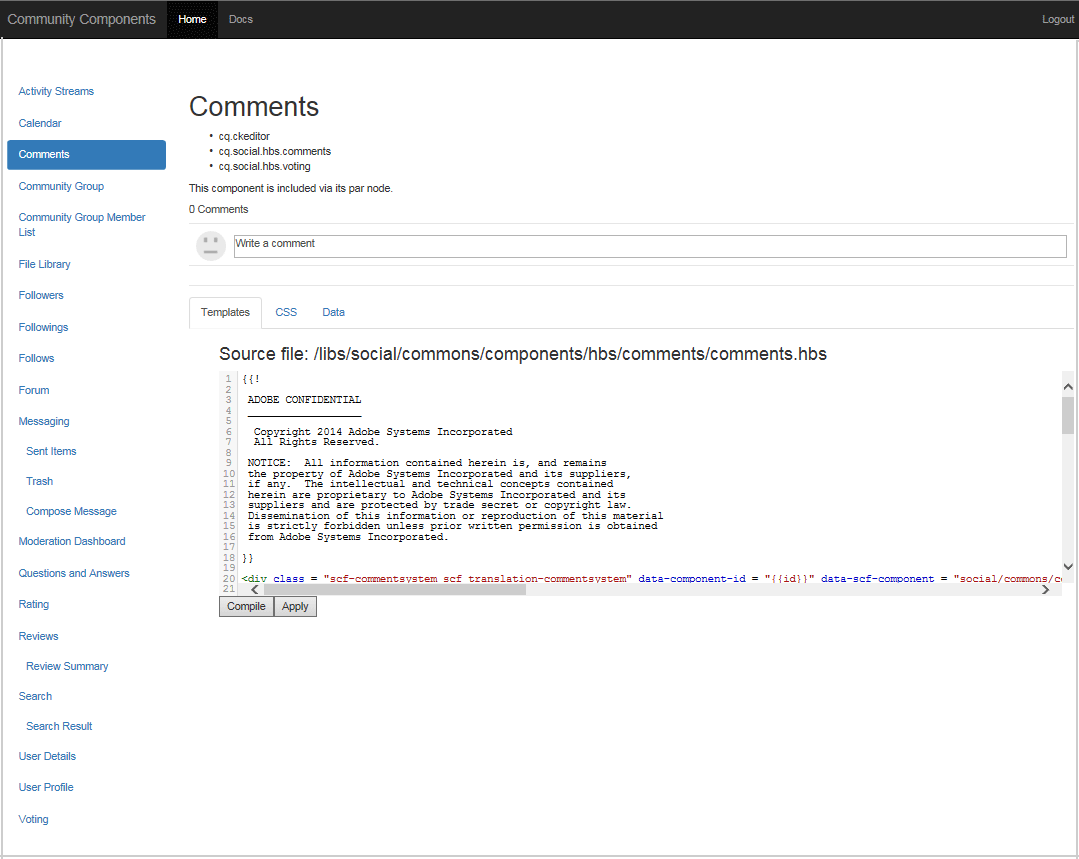 Community Components Home Docs Logout
Activity Streams
Calendar
Comments
Community Group
Community Group Member
List
File Library
Followers
Followings
Follows
Forum
Messaging
Sent Items
Trash
Compose Message
Moderation Dashboard
Questions and Answers
Rating
Reviews
Review Summary
Search
Search Result
User Details
User Profile
Voting
Comments
• cq.ckeditor
• cq.social.hbs.comments
• cq.social.hbs.voting
This component is included via its par node.
0 Comments
Write a comment
Templates CSS Data
Source file: /libs/social/commons/components/hbs/comments/comments.hbs
1 {{!
2
3 ADOBE CONFIDENTIAL
4 __________________
5
6 Copyright 2014 Adobe Systems Incorporated
7 All Rights Reserved.
8
9 NOTICE:  All information contained herein is, and remains
10 the property of Adobe Systems Incorporated and its suppliers,
11 if any.  The intellectual and technical concepts contained
12 herein are proprietary to Adobe Systems Incorporated and its
13 suppliers and are protected by trade secret or copyright law.
14 Dissemination of this information or reproduction of this material
15 is strictly forbidden unless prior written permission is obtained
16 from Adobe Systems Incorporated.
17
18 }}
19
20 <div class = "scf-commentsystem scf translation-commentsystem" data-component-id = "{{id}}" data-scf-component = "social/commons/c
21
Compile Apply